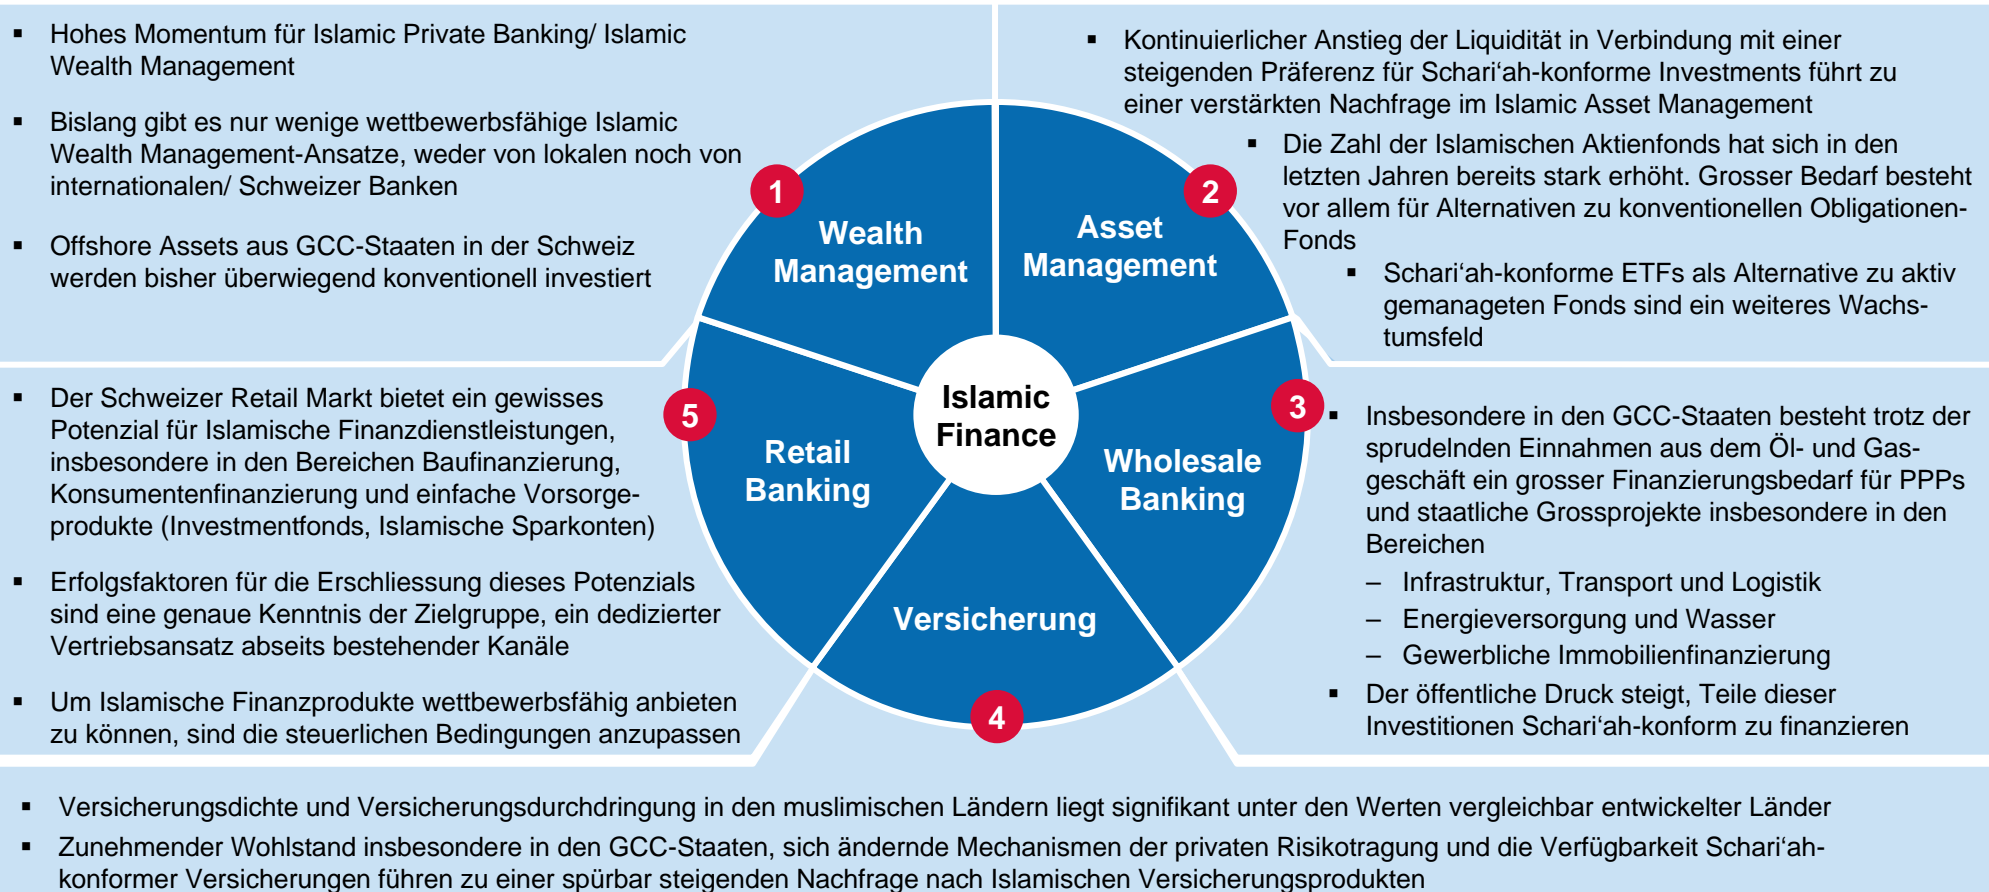 ▪ Hohes Momentum für Islamic Private Banking/ Islamic
Wealth Management
▪ Bislang gibt es nur wenige wettbewerbsfähige Islamic
Wealth Management-Ansatze, weder von lokalen noch von
internationalen/ Schweizer Banken
▪ Offshore Assets aus GCC-Staaten in der Schweiz
werden bisher überwiegend konventionell investiert
▪ Kontinuierlicher Anstieg der Liquidität in Verbindung mit einer
steigenden Präferenz für Schari‘ah-konforme Investments führt zu
einer verstärkten Nachfrage im Islamic Asset Management
▪ Die Zahl der Islamischen Aktienfonds hat sich in den
letzten Jahren bereits stark erhöht. Grosser Bedarf besteht
vor allem für Alternativen zu konventionellen Obligationen-
Fonds
▪ Schari‘ah-konforme ETFs als Alternative zu aktiv
gemanageten Fonds sind ein weiteres Wachs-
tumsfeld
1
Wealth
Management
2
Asset
Management
Islamic
Finance
3
Wholesale
Banking
4
Versicherung
5
Retail
Banking
▪ Der Schweizer Retail Markt bietet ein gewisses
Potenzial für Islamische Finanzdienstleistungen,
insbesondere in den Bereichen Baufinanzierung,
Konsumentenfinanzierung und einfache Vorsorge-
produkte (Investmentfonds, Islamische Sparkonten)
▪ Erfolgsfaktoren für die Erschliessung dieses Potenzials
sind eine genaue Kenntnis der Zielgruppe, ein dedizierter
Vertriebsansatz abseits bestehender Kanäle
▪ Um Islamische Finanzprodukte wettbewerbsfähig anbieten
zu können, sind die steuerlichen Bedingungen anzupassen
▪ Insbesondere in den GCC-Staaten besteht trotz der
sprudelnden Einnahmen aus dem Öl- und Gas-
geschäft ein grosser Finanzierungsbedarf für PPPs
und staatliche Grossprojekte insbesondere in den
Bereichen
– Infrastruktur, Transport und Logistik
– Energieversorgung und Wasser
– Gewerbliche Immobilienfinanzierung
▪ Der öffentliche Druck steigt, Teile dieser
Investitionen Schari‘ah-konform zu finanzieren
▪ Versicherungsdichte und Versicherungsdurchdringung in den muslimischen Ländern liegt signifikant unter den Werten vergleichbar entwickelter Länder
▪ Zunehmender Wohlstand insbesondere in den GCC-Staaten, sich ändernde Mechanismen der privaten Risikotragung und die Verfügbarkeit Schari‘ah-
konformer Versicherungen führen zu einer spürbar steigenden Nachfrage nach Islamischen Versicherungsprodukten